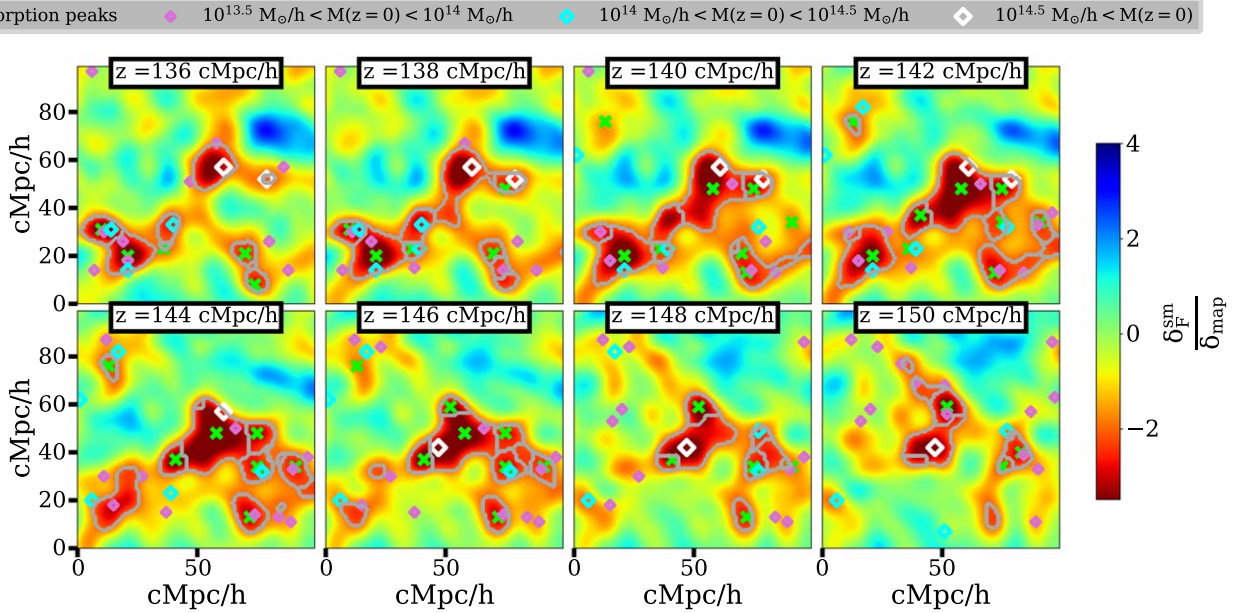 orption peaks 10^13.5 M⊙/h < M(z = 0) < 10^14 M⊙/h 10^14 M⊙/h < M(z = 0) < 10^14.5 M⊙/h 10^14.5 M⊙/h < M(z = 0)
z =136 cMpc/h z =138 cMpc/h z =140 cMpc/h z =142 cMpc/h
80
60
40
20
0
cMpc/h
z =144 cMpc/h z =146 cMpc/h z =148 cMpc/h z =150 cMpc/h
80
60
40
20
0
cMpc/h
0 50 0 50 0 50 0 50
cMpc/h cMpc/h cMpc/h cMpc/h
4
2
0
−2
δ_F^sm
δ_map